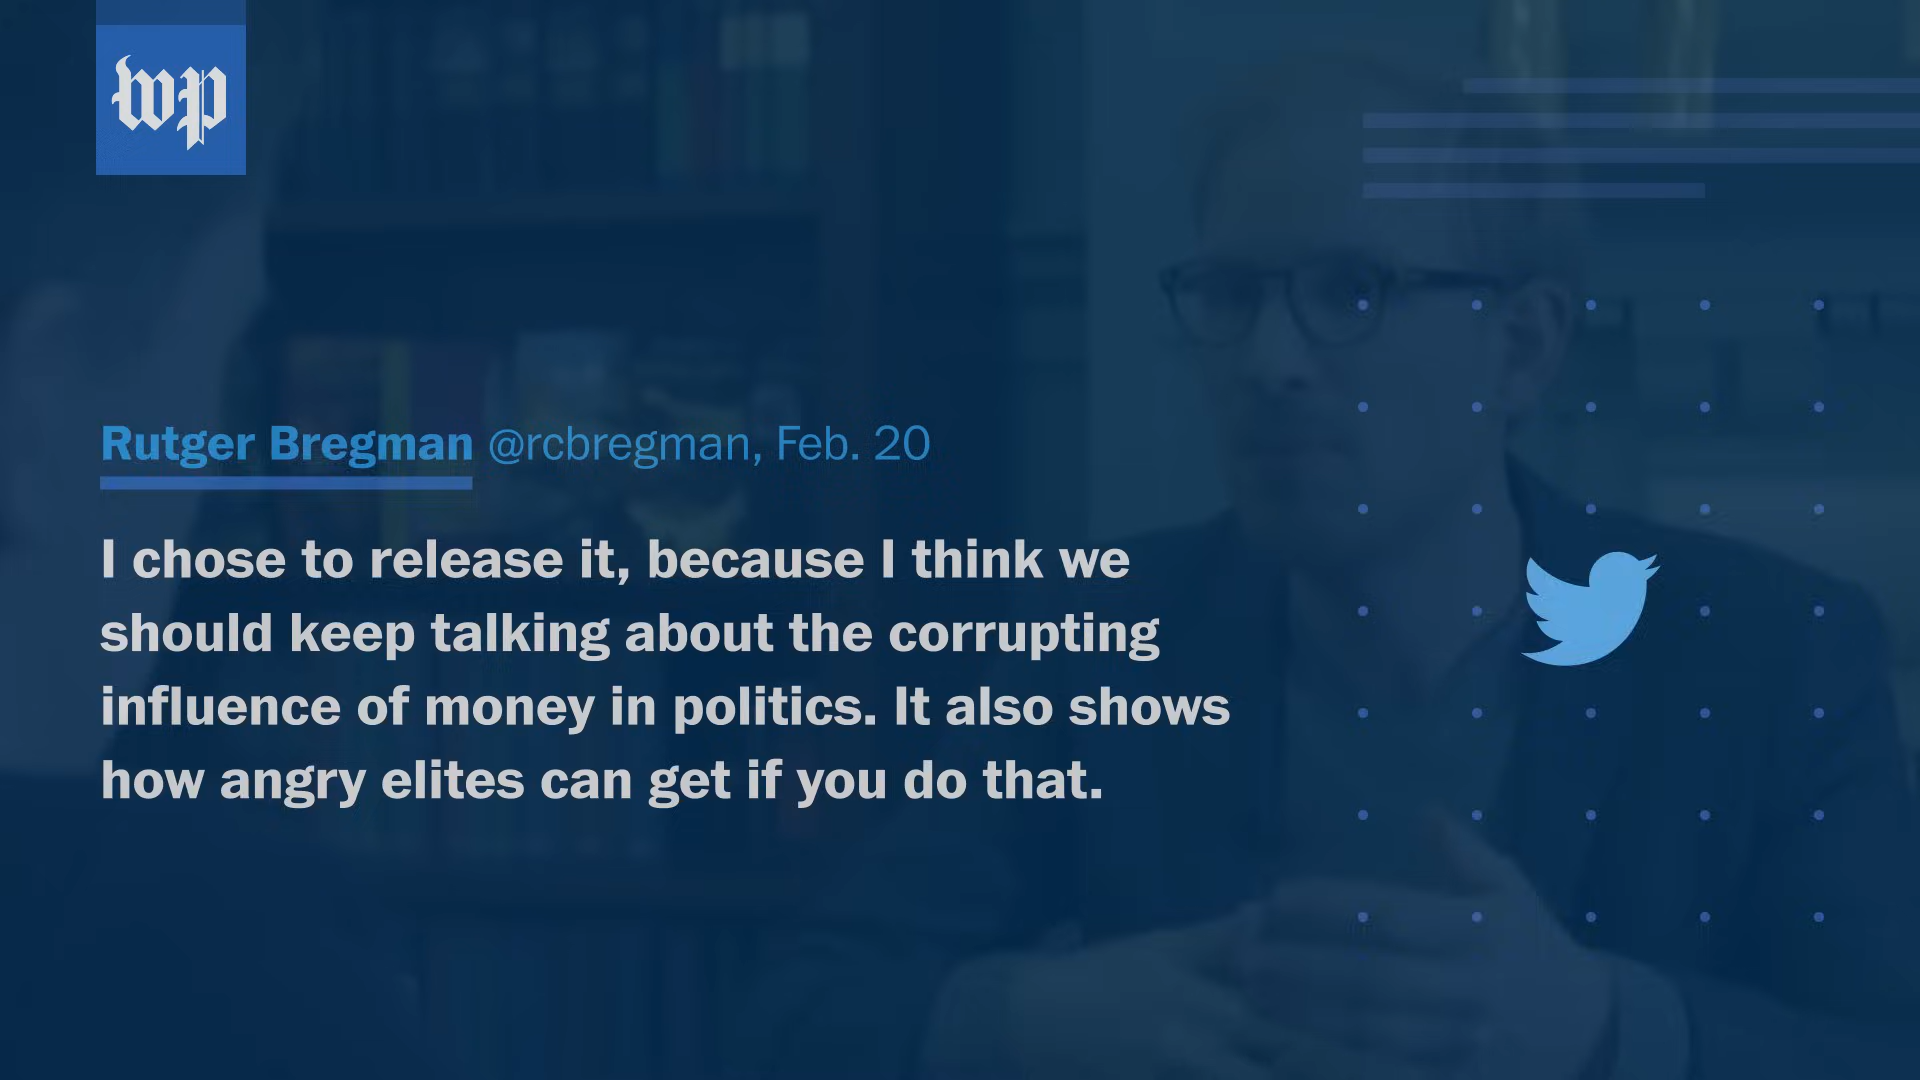 wp
Rutger Bregman @rcbregman, Feb. 20
I chose to release it, because I think we
should keep talking about the corrupting
influence of money in politics. It also shows
how angry elites can get if you do that.